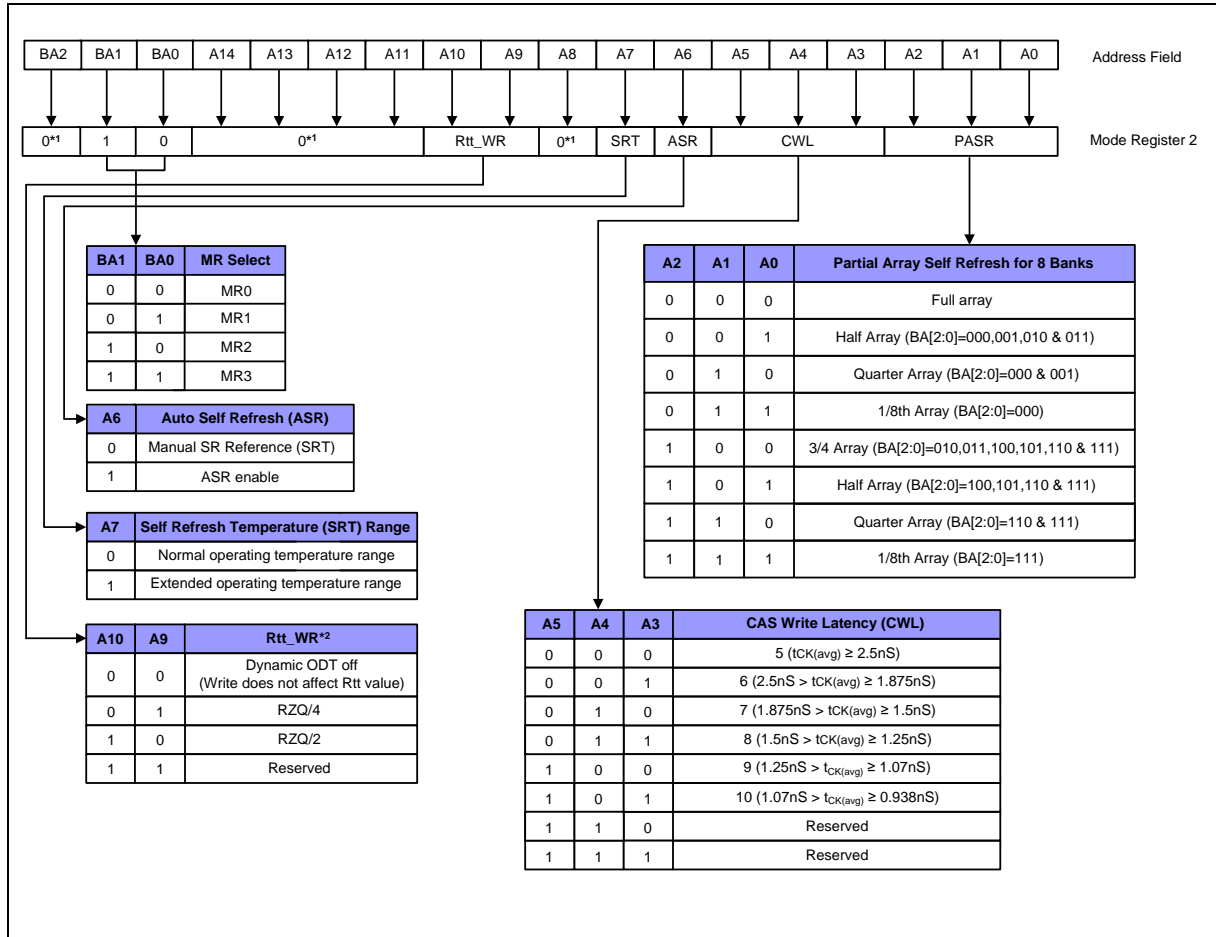 BA2 BA1 BA0 A14 A13 A12 A11 A10 A9 A8 A7 A6 A5 A4 A3 A2 A1 A0 Address Field
0*1 1 0 0*1 Rtt_WR 0*1 SRT ASR CWL PASR Mode Register 2
BA1 BA0 MR Select
0 0 MR0
0 1 MR1
1 0 MR2
1 1 MR3
A6 Auto Self Refresh (ASR)
0 Manual SR Reference (SRT)
1 ASR enable
A7 Self Refresh Temperature (SRT) Range
0 Normal operating temperature range
1 Extended operating temperature range
A10 A9 Rtt_WR*2
0 0 Dynamic ODT off
(Write does not affect Rtt value)
0 1 RZQ/4
1 0 RZQ/2
1 1 Reserved
A2 A1 A0 Partial Array Self Refresh for 8 Banks
0 0 0 Full array
0 0 1 Half Array (BA[2:0]=000,001,010 & 011)
0 1 0 Quarter Array (BA[2:0]=000 & 001)
0 1 1 1/8th Array (BA[2:0]=000)
1 0 0 3/4 Array (BA[2:0]=010,011,100,101,110 & 111)
1 0 1 Half Array (BA[2:0]=100,101,110 & 111)
1 1 0 Quarter Array (BA[2:0]=110 & 111)
1 1 1 1/8th Array (BA[2:0]=111)
A5 A4 A3 CAS Write Latency (CWL)
0 0 0 5 (tCK(avg) ≥ 2.5nS)
0 0 1 6 (2.5nS > tCK(avg) ≥ 1.875nS)
0 1 0 7 (1.875nS > tCK(avg) ≥ 1.5nS)
0 1 1 8 (1.5nS > tCK(avg) ≥ 1.25nS)
1 0 0 9 (1.25nS > tCK(avg) ≥ 1.07nS)
1 0 1 10 (1.07nS > tCK(avg) ≥ 0.938nS)
1 1 0 Reserved
1 1 1 Reserved